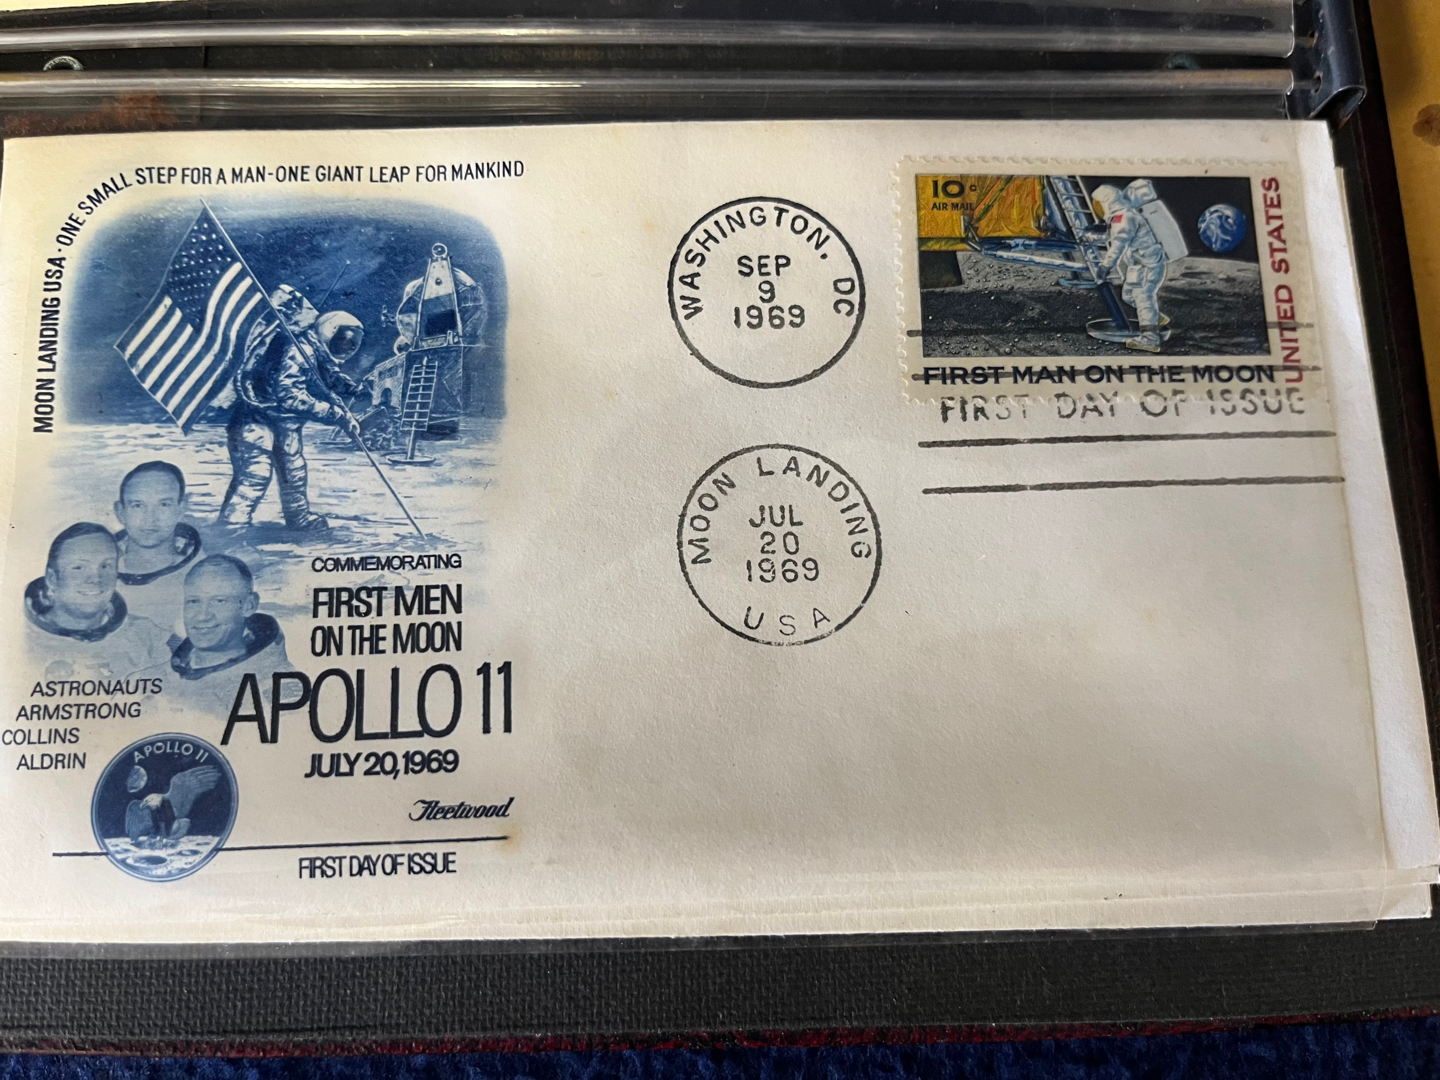 MOON LANDING USA · ONE SMALL STEP FOR A MAN-ONE GIANT LEAP FOR MANKIND
COMMEMORATING
FIRST MEN
ON THE MOON
APOLLO 11
JULY 20, 1969
ASTRONAUTS
ARMSTRONG
COLLINS
ALDRIN
APOLLO 11
Fleetwood
FIRST DAY OF ISSUE
WASHINGTON, DC
SEP
9
1969
MOON LANDING
JUL
20
1969
USA
10c
AIR MAIL
UNITED STATES
FIRST MAN ON THE MOON
FIRST DAY OF ISSUE